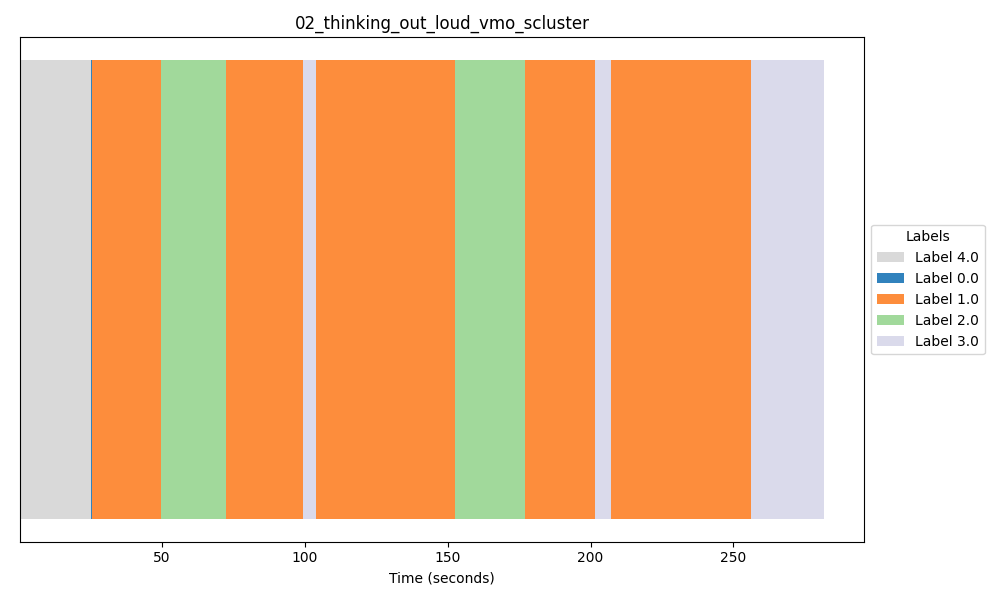 02_thinking_out_loud_vmo_scluster
Labels
Label 4.0
Label 0.0
Label 1.0
Label 2.0
Label 3.0
50
100
150
200
250
Time (seconds)